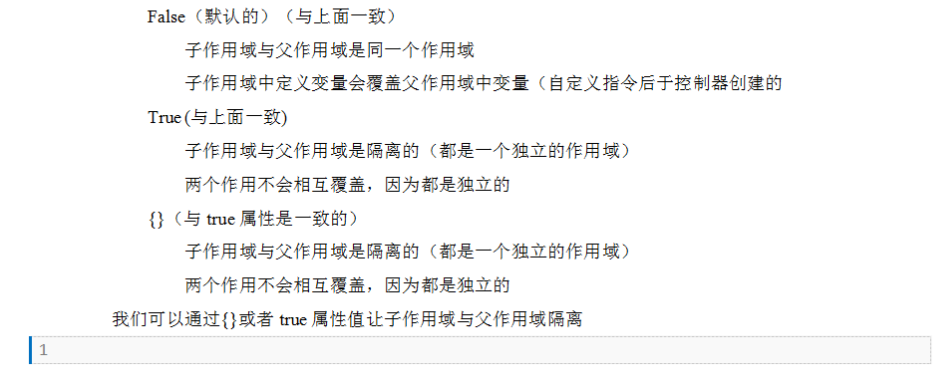 False（默认的）（与上面一致）
子作用域与父作用域是同一个作用域
子作用域中定义变量会覆盖父作用域中变量（自定义指令后于控制器创建的
True(与上面一致)
子作用域与父作用域是隔离的（都是一个独立的作用域）
两个作用不会相互覆盖，因为都是独立的
{}（与 true 属性是一致的）
子作用域与父作用域是隔离的（都是一个独立的作用域）
两个作用不会相互覆盖，因为都是独立的
我们可以通过{}或者 true 属性值让子作用域与父作用域隔离
1